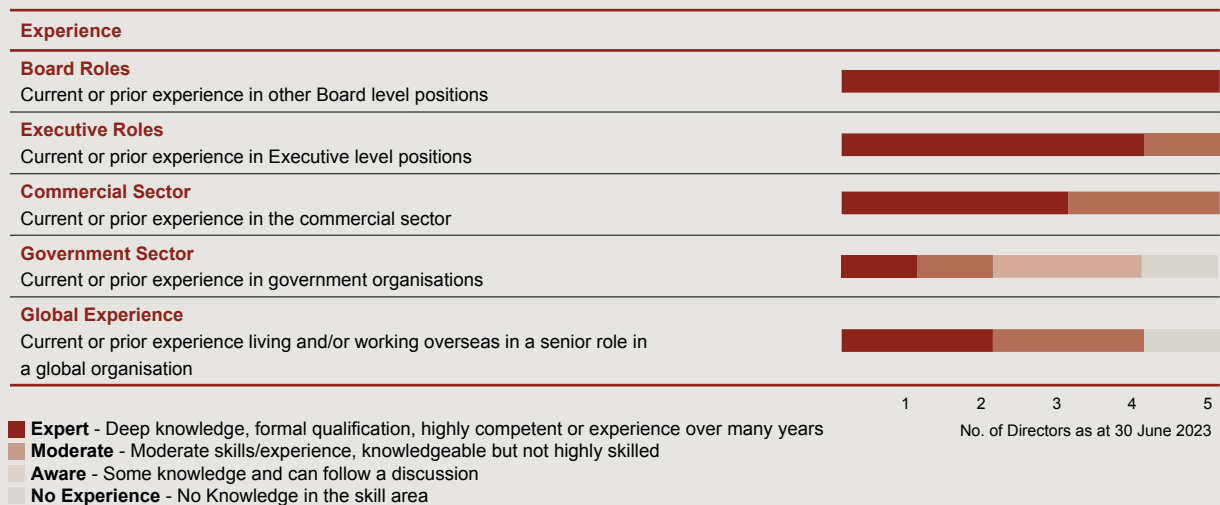 Experience
Board Roles
Current or prior experience in other Board level positions
Executive Roles
Current or prior experience in Executive level positions
Commercial Sector
Current or prior experience in the commercial sector
Government Sector
Current or prior experience in government organisations
Global Experience
Current or prior experience living and/or working overseas in a senior role in
a global organisation
1 2 3 4 5
No. of Directors as at 30 June 2023
Expert - Deep knowledge, formal qualification, highly competent or experience over many years
Moderate - Moderate skills/experience, knowledgeable but not highly skilled
Aware - Some knowledge and can follow a discussion
No Experience - No Knowledge in the skill area